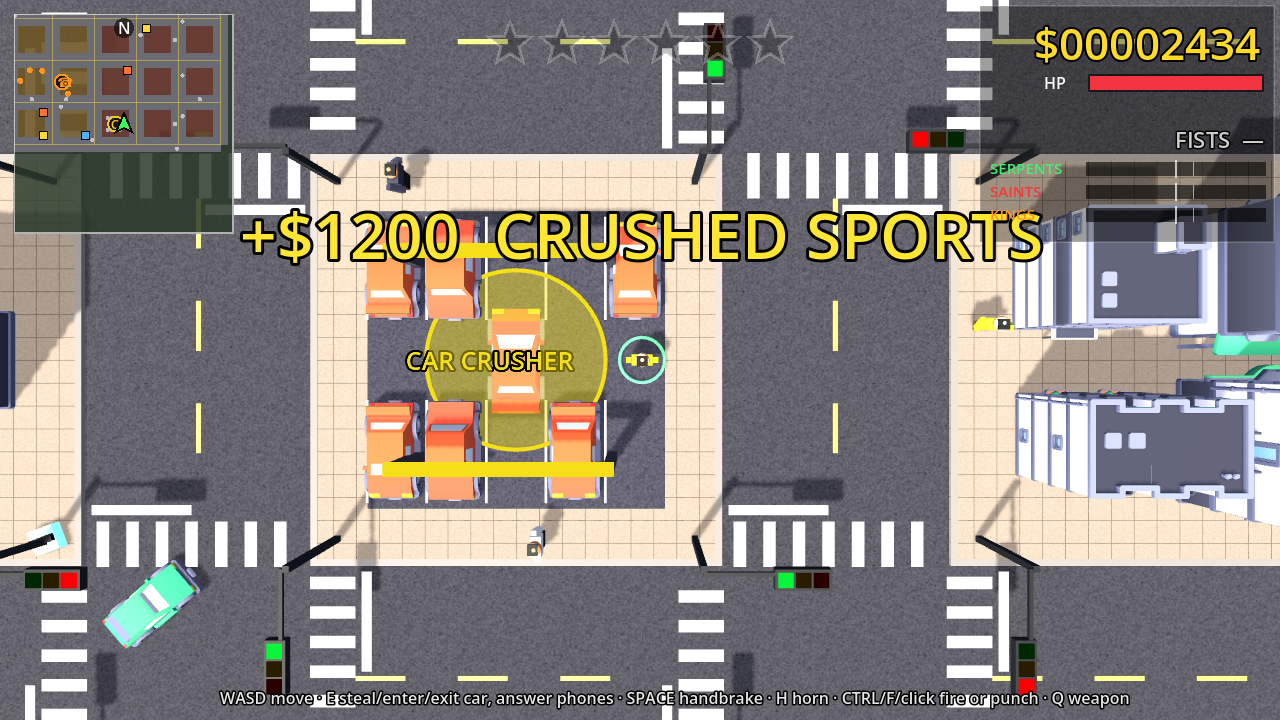 N
$00002434
HP
FISTS —
SERPENTS
SAINTS
KINGS
+$1200 CRUSHED SPORTS
CAR CRUSHER
WASD move · E steal/enter/exit car, answer phones · SPACE handbrake · H horn · CTRL/F/click fire or punch · Q weapon